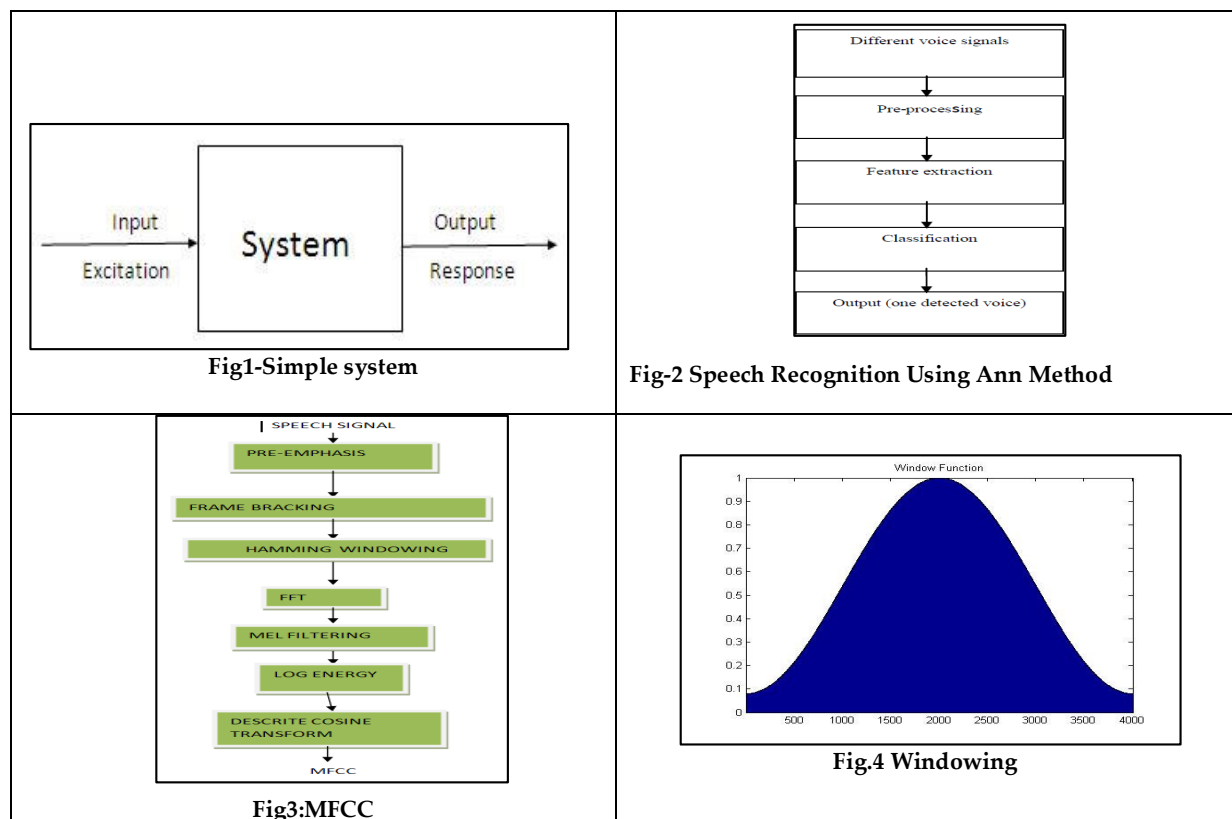 Input
Excitation
System
Output
Response
Fig1-Simple system
Different voice signals
Pre-processing
Feature extraction
Classification
Output (one detected voice)
Fig-2 Speech Recognition Using Ann Method
SPEECH SIGNAL
PRE-EMPHASIS
FRAME BRACKING
HAMMING WINDOWING
FFT
MEL FILTERING
LOG ENERGY
DESCRITE COSINE
TRANSFORM
MFCC
Fig3:MFCC
Window Function
1
0.9
0.8
0.7
0.6
0.5
0.4
0.3
0.2
0.1
0
500 1000 1500 2000 2500 3000 3500 4000
Fig.4 Windowing